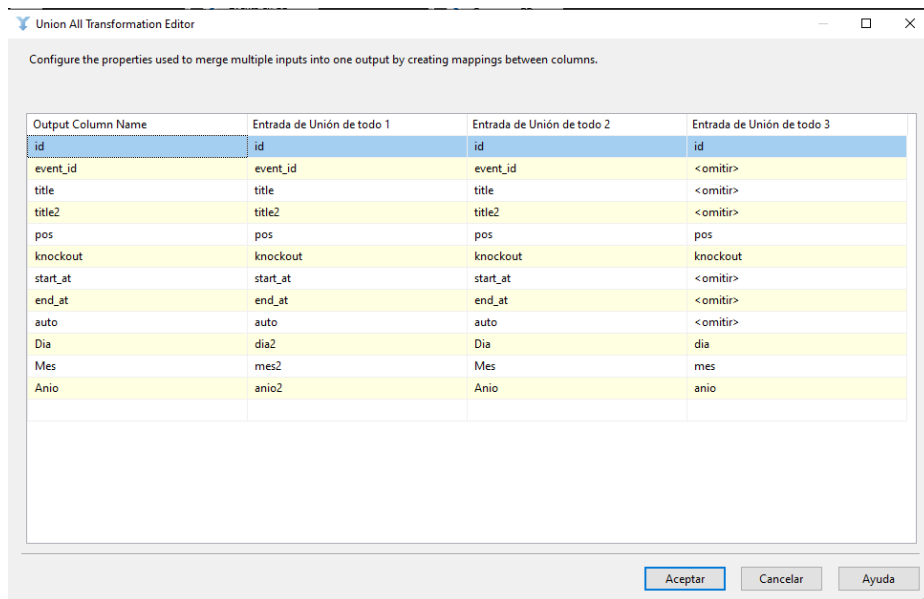 Union All Transformation Editor
Configure the properties used to merge multiple inputs into one output by creating mappings between columns.
Output Column Name Entrada de Unión de todo 1 Entrada de Unión de todo 2 Entrada de Unión de todo 3
id id id id
event_id event_id event_id <omitir>
title title title <omitir>
title2 title2 title2 <omitir>
pos pos pos pos
knockout knockout knockout knockout
start_at start_at start_at <omitir>
end_at end_at end_at <omitir>
auto auto auto <omitir>
Dia dia2 Dia dia
Mes mes2 Mes mes
Anio anio2 Anio anio
Aceptar Cancelar Ayuda